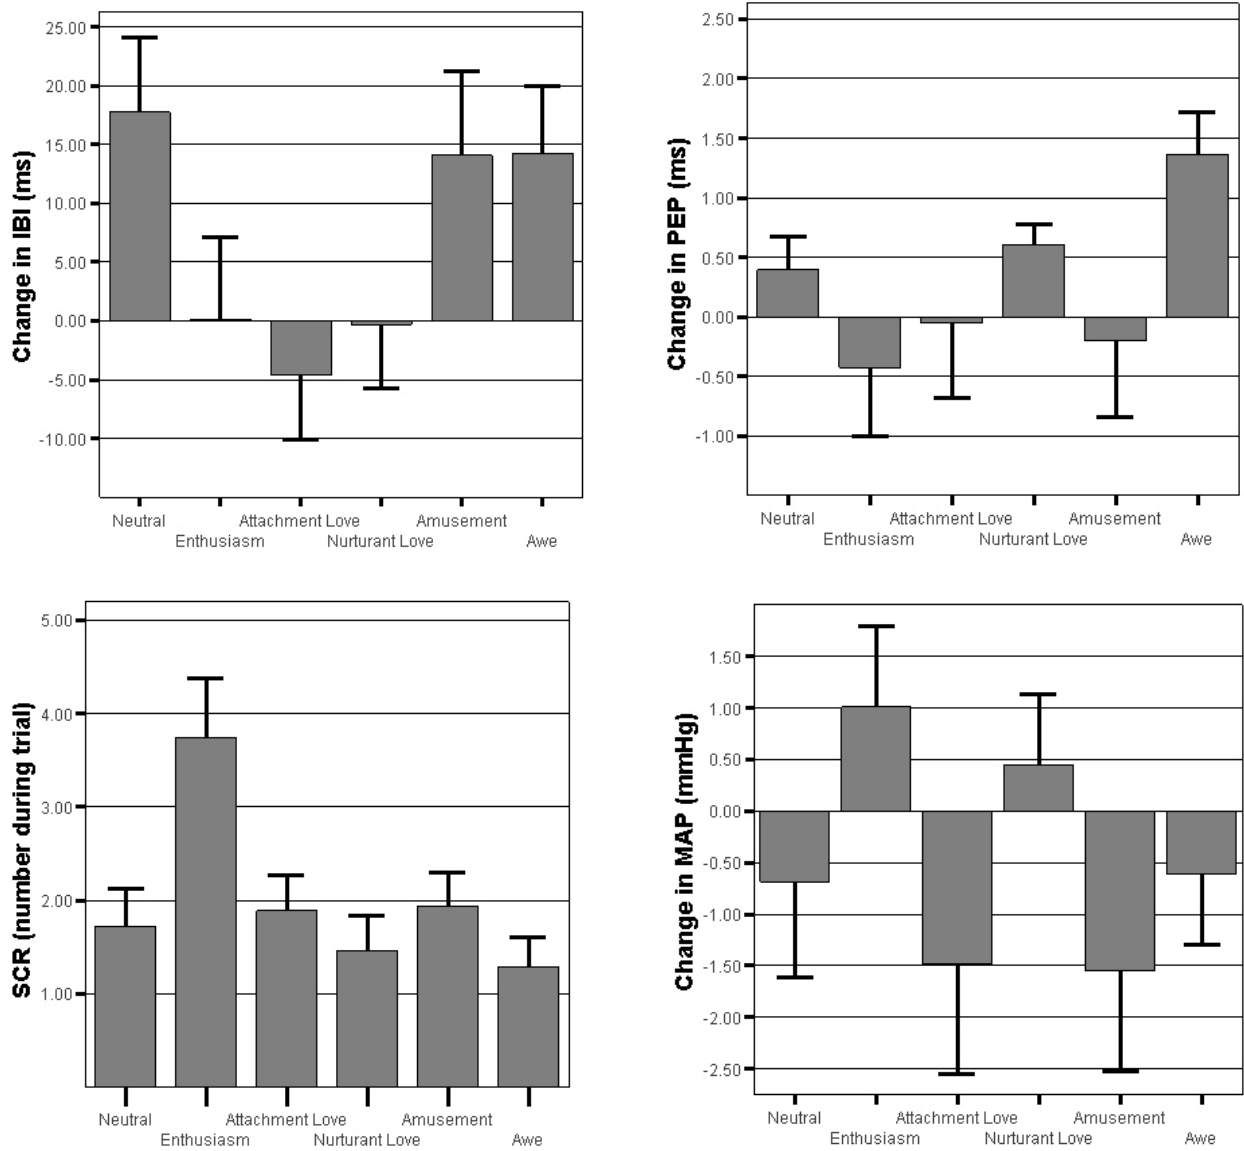 Change in IBI (ms)
25.00
20.00
15.00
10.00
5.00
0.00
-5.00
-10.00
Neutral
Enthusiasm
Attachment Love
Nurturant Love
Amusement
Awe
Change in PEP (ms)
2.50
2.00
1.50
1.00
0.50
0.00
-0.50
-1.00
Neutral
Enthusiasm
Attachment Love
Nurturant Love
Amusement
Awe
SCR (number during trial)
5.00
4.00
3.00
2.00
1.00
Neutral
Enthusiasm
Attachment Love
Nurturant Love
Amusement
Awe
Change in MAP (mmHg)
1.50
1.00
0.50
0.00
-0.50
-1.00
-1.50
-2.00
-2.50
Neutral
Enthusiasm
Attachment Love
Nurturant Love
Amusement
Awe